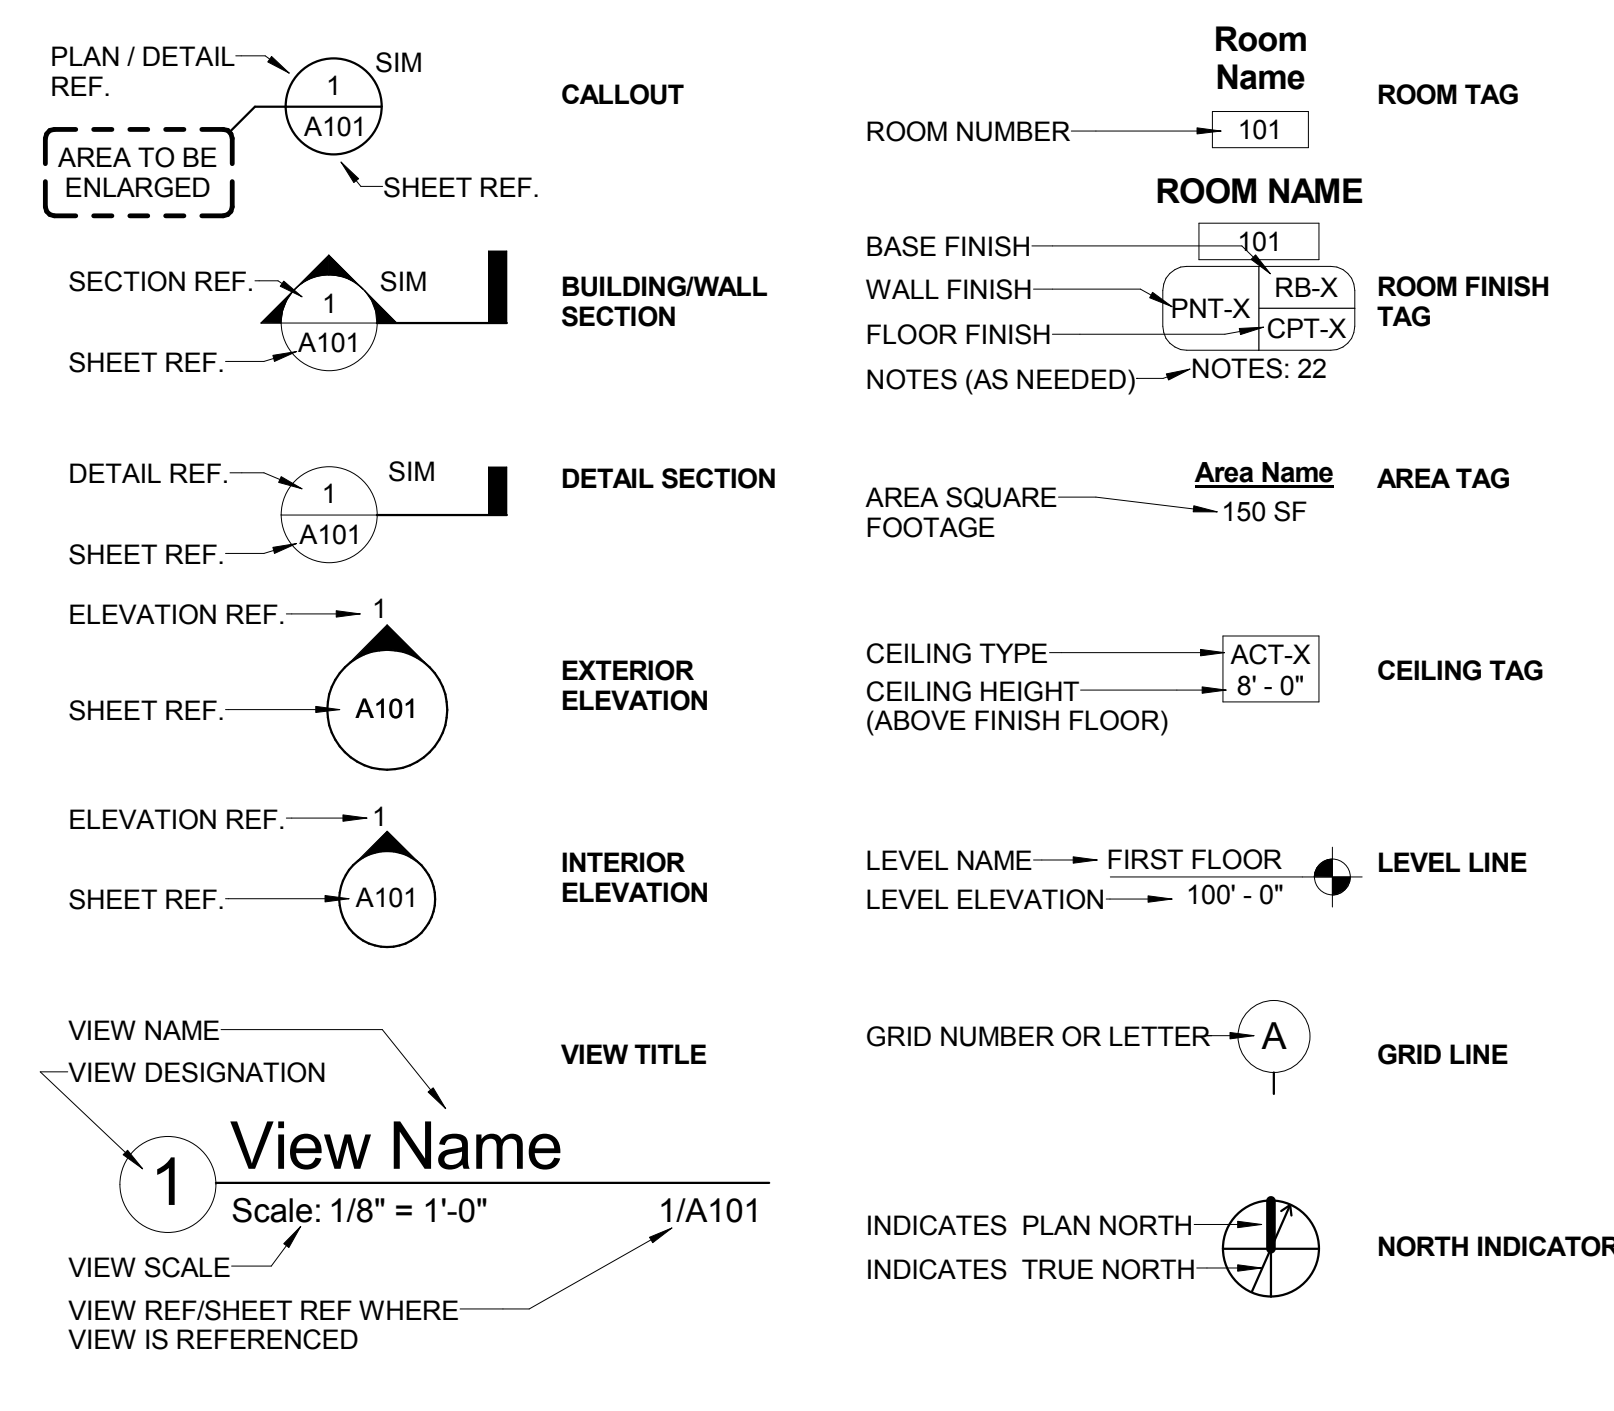 PLAN / DETAIL
REF.
SIM
1
A101
AREA TO BE
ENLARGED
SHEET REF.
CALLOUT
SECTION REF.
SIM
1
A101
SHEET REF.
BUILDING/WALL
SECTION
DETAIL REF.
SIM
1
A101
SHEET REF.
DETAIL SECTION
ELEVATION REF.
1
SHEET REF.
A101
EXTERIOR
ELEVATION
ELEVATION REF.
1
SHEET REF.
A101
INTERIOR
ELEVATION
VIEW NAME
VIEW DESIGNATION
VIEW TITLE
1
View Name
Scale: 1/8" = 1'-0"
1/A101
VIEW SCALE
VIEW REF/SHEET REF WHERE
VIEW IS REFERENCED
Room
Name
ROOM NUMBER
101
ROOM TAG
ROOM NAME
101
BASE FINISH
WALL FINISH
FLOOR FINISH
NOTES (AS NEEDED)
PNT-X
RB-X
CPT-X
NOTES: 22
ROOM FINISH
TAG
Area Name
150 SF
AREA SQUARE
FOOTAGE
AREA TAG
CEILING TYPE
CEILING HEIGHT
(ABOVE FINISH FLOOR)
ACT-X
8' - 0"
CEILING TAG
LEVEL NAME
FIRST FLOOR
LEVEL ELEVATION
100' - 0"
LEVEL LINE
GRID NUMBER OR LETTER
A
GRID LINE
INDICATES PLAN NORTH
INDICATES TRUE NORTH
NORTH INDICATOR